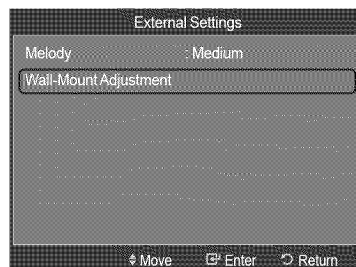 External Settings
Melody : Medium
Wall-Mount Adjustment
Move Enter Return